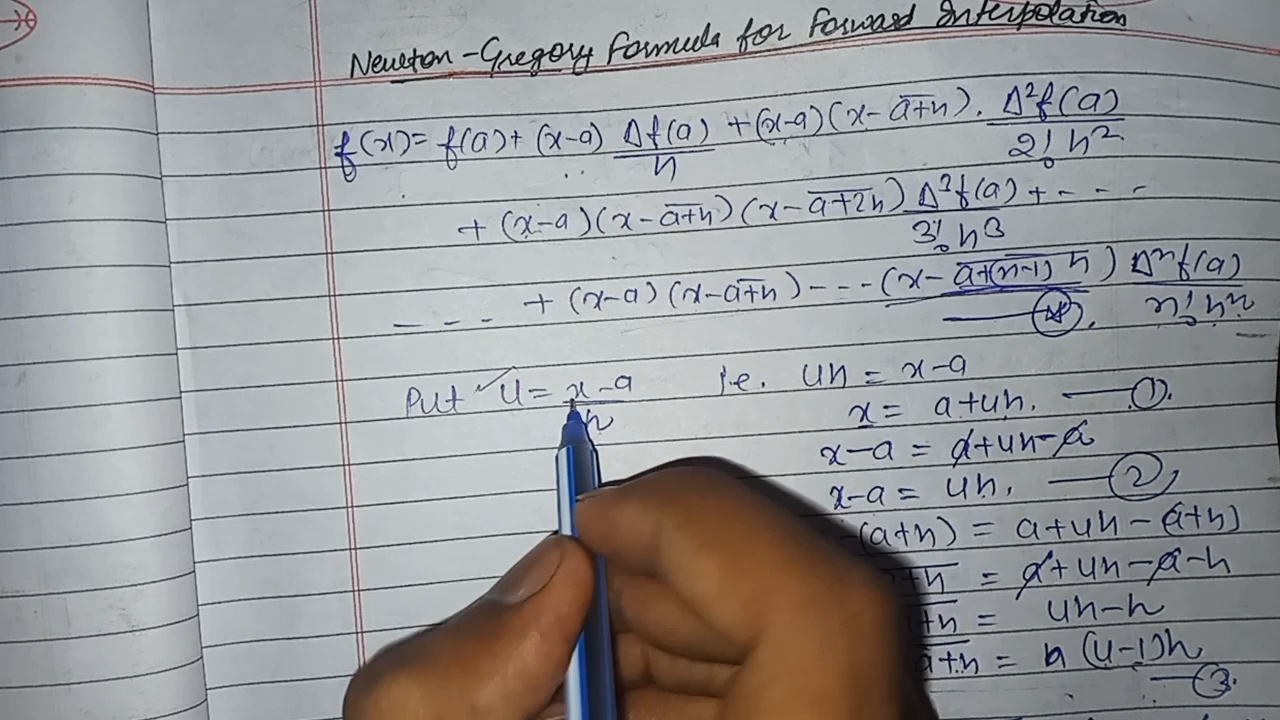 Newton-Gregory Formula for Forward Interpolation
f(x) = f(a) + (x-a) Δf(a)/h + (x-a)(x-a+h). Δ²f(a)/2! h²
+ (x-a)(x-a+h)(x-a+2h) Δ³f(a)/3! h³ + - - -
- - - - + (x-a)(x-a+h) - - - (x-a+(n-1)h) Δⁿf(a)/n! hⁿ
Put u = x-a/h i.e. uh = x-a
x = a+uh. — 1.
x-a = a+uh-a
x-a = uh. — 2,
-(a+h) = a+uh-(a+h)
a+h = a+uh-a-h
+h = uh-h
a+h = (u-1)h
— 3.